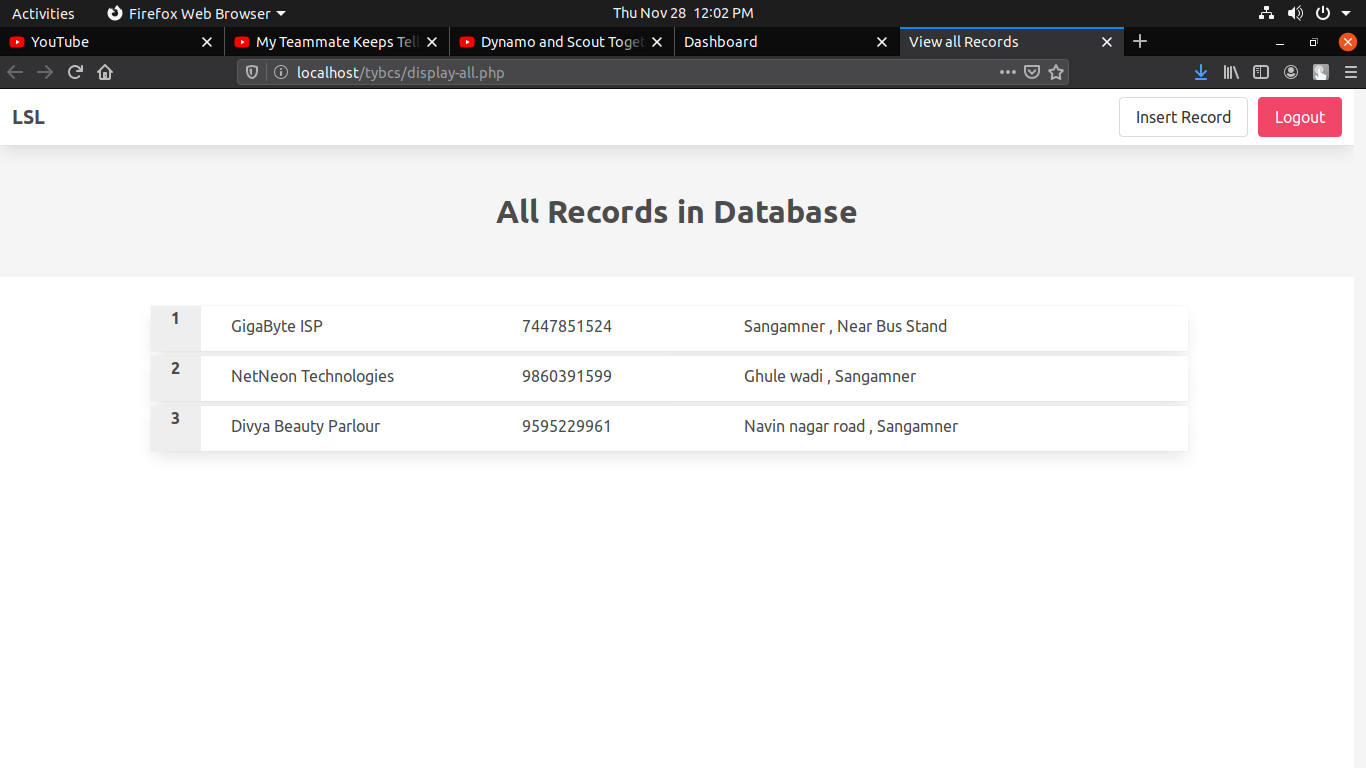 Activities Firefox Web Browser Thu Nov 28 12:02 PM
YouTube My Teammate Keeps Tell Dynamo and Scout Toget Dashboard View all Records
localhost/tybcs/display-all.php
LSL Insert Record Logout
All Records in Database
1 GigaByte ISP 7447851524 Sangamner , Near Bus Stand
2 NetNeon Technologies 9860391599 Ghule wadi , Sangamner
3 Divya Beauty Parlour 9595229961 Navin nagar road , Sangamner